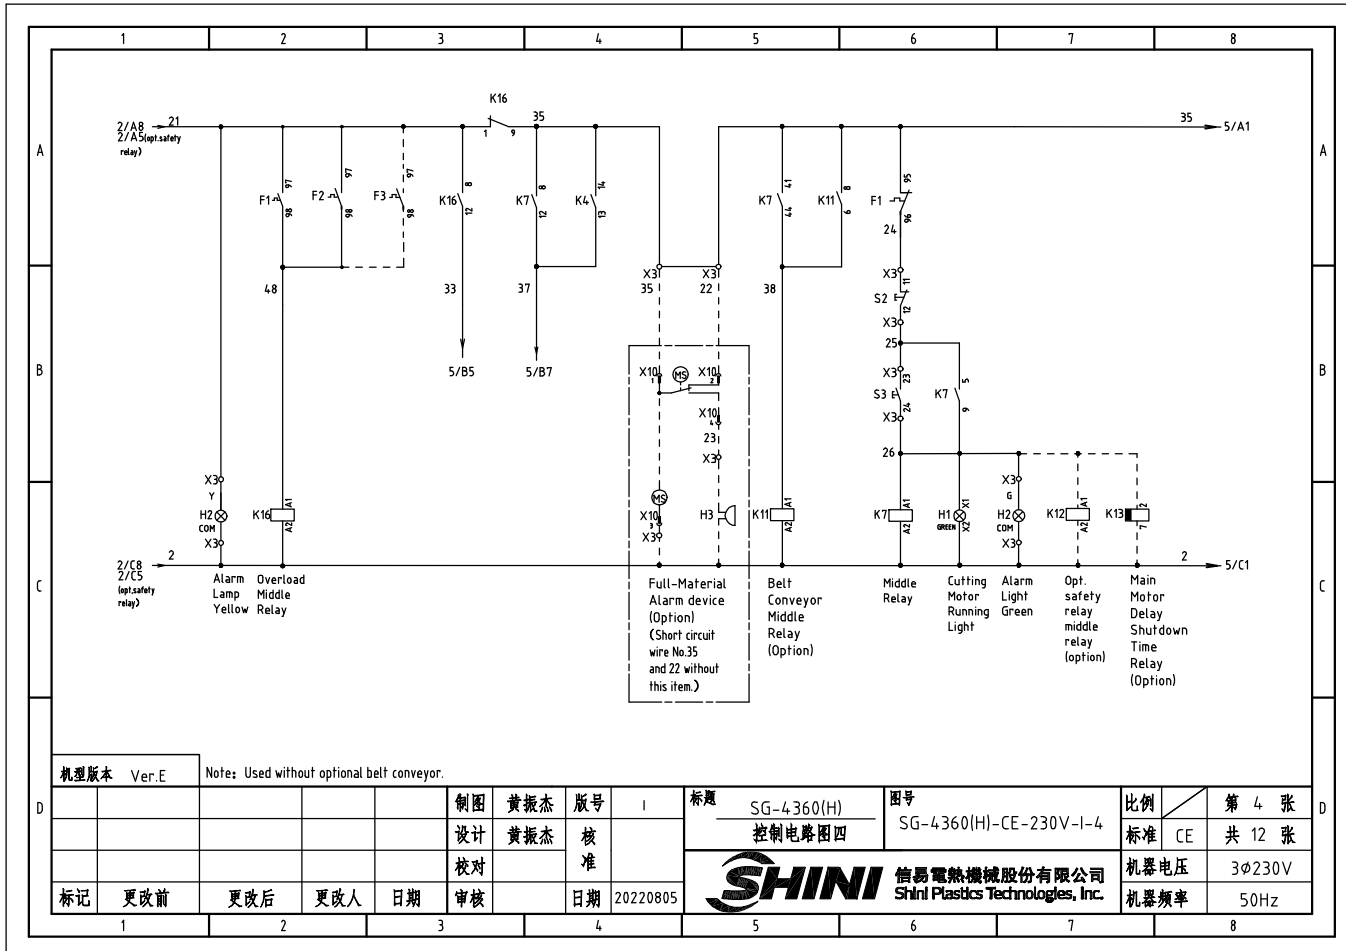 1 2 3 4 5 6 7 8
A A
B B
C C
D D
2/A8 21
2/A5(opt.safety
relay)
K16
1 9
35
35 5/A1
F1 97 98
F2 97 98
F3 97 98
K16 8 12
K7 8 12
K4 14 13
K7 41 44
K11 8 6
F1 95 96
24
48
33
37
X3 X3
35 22
38
X3
S2 11 12
X3
25
5/B5
5/B7
X10 1
MS
X10 2
X10 4
23
X3
X3
S3 23 24
X3
K7 5 9
26
X3
Y
H2
COM
X3
K16 A1 A2
MS
X10 3
X3
H3
K11 A1 A2
K7 A1 A2
H1 X1 X2
GREEN
X3
G
H2
COM
X3
K12 A1 A2
K13 2 7
2/C8 2
2/C5
(opt.safety
relay)
2 5/C1
Alarm
Lamp
Yellow
Overload
Middle
Relay
Full-Material
Alarm device
(Option)
(Short circuit
wire No.35
and 22 without
this item.)
Belt
Conveyor
Middle
Relay
(Option)
Middle
Relay
Cutting
Motor
Running
Light
Alarm
Light
Green
Opt.
safety
relay
middle
relay
(option)
Main
Motor
Delay
Shutdown
Time
Relay
(Option)
机型版本 Ver.E Note: Used without optional belt conveyor.
制图 黄振杰 版号 I
设计 黄振杰 核准
校对
标记 更改前 更改后 更改人 日期 审核 日期 20220805
标题 SG-4360(H)
控制电路图四
图号 SG-4360(H)-CE-230V-I-4
比例 第 4 张
标准 CE 共 12 张
机器电压 3φ230V
机器频率 50Hz
SHINI 信易電熱機械股份有限公司
Shini Plastics Technologies, Inc.
1 2 3 4 5 6 7 8